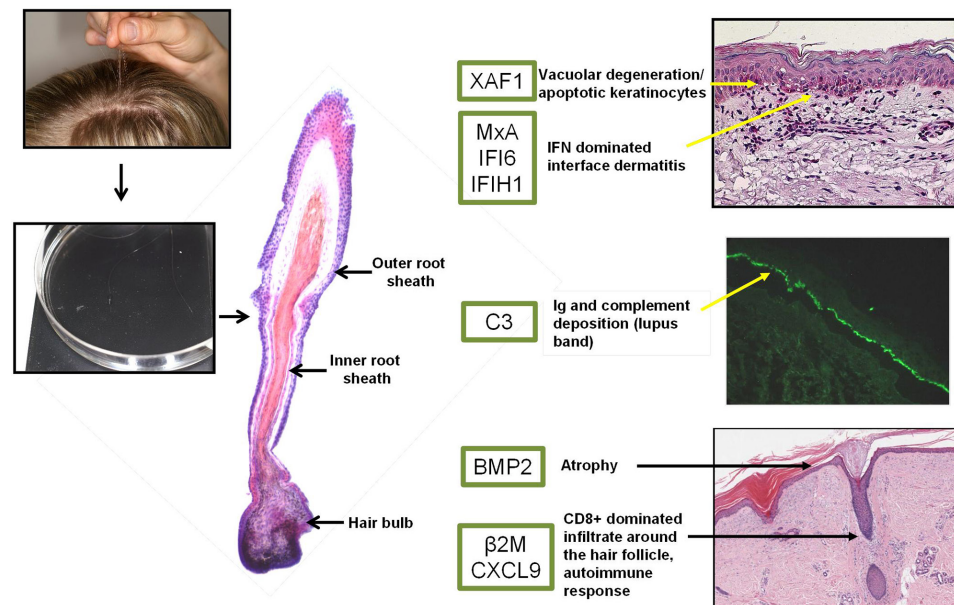 Outer root
sheath
Inner root
sheath
Hair bulb
XAF1
Vacuolar degeneration/
apoptotic keratinocytes
MxA
IFI6
IFIH1
IFN dominated
interface dermatitis
C3
Ig and complement
deposition (lupus
band)
BMP2
Atrophy
β2M
CXCL9
CD8+ dominated
infiltrate around
the hair follicle,
autoimmune
response